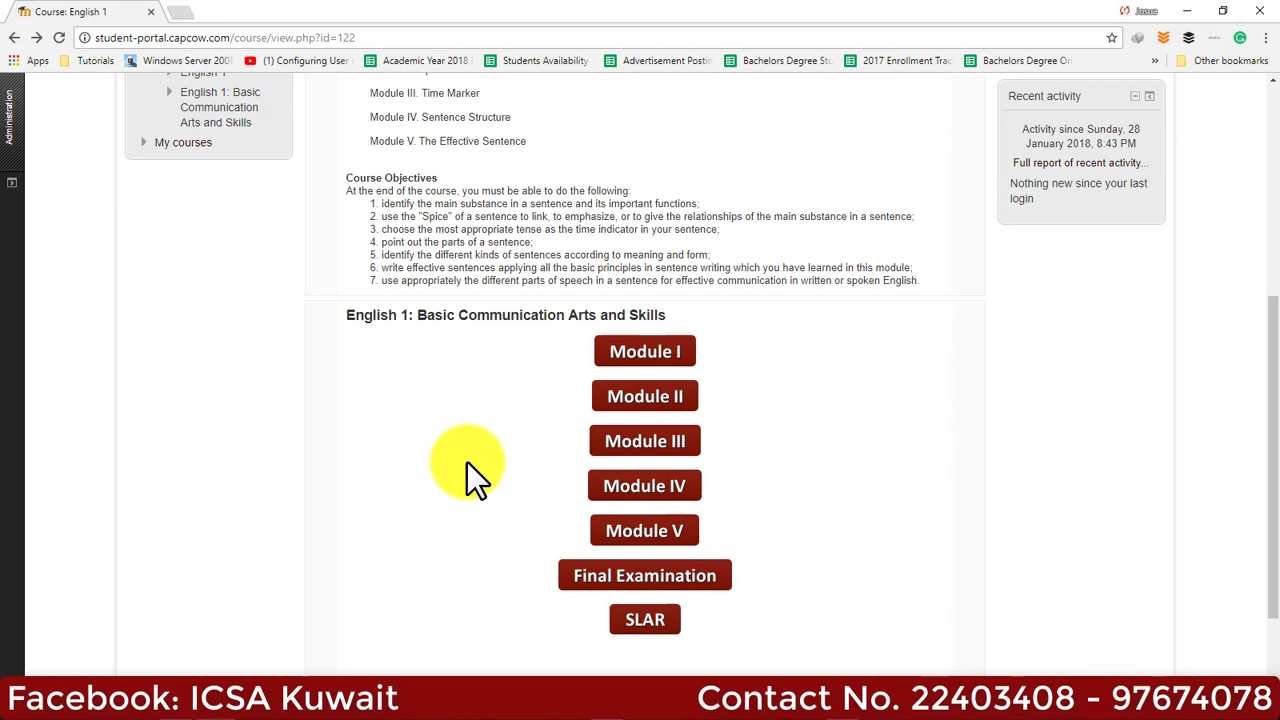 Course: English 1
Josua
student-portal.capcow.com/course/view.php?id=122
Apps
Tutorials
Windows Server 2008
(1) Configuring User
Academic Year 2018
Students Availability
Advertisement Postin
Bachelors Degree Stu
2017 Enrollment Trac
Bachelors Degree Ori
Other bookmarks
Administration
English 1
English 1: Basic
Communication
Arts and Skills
My courses
Module III. Time Marker
Module IV. Sentence Structure
Module V. The Effective Sentence
Course Objectives
At the end of the course, you must be able to do the following:
1. identify the main substance in a sentence and its important functions;
2. use the "Spice" of a sentence to link, to emphasize, or to give the relationships of the main substance in a sentence;
3. choose the most appropriate tense as the time indicator in your sentence;
4. point out the parts of a sentence;
5. identify the different kinds of sentences according to meaning and form;
6. write effective sentences applying all the basic principles in sentence writing which you have learned in this module;
7. use appropriately the different parts of speech in a sentence for effective communication in written or spoken English.
Recent activity
Activity since Sunday, 28
January 2018, 8:43 PM
Full report of recent activity...
Nothing new since your last
login
English 1: Basic Communication Arts and Skills
Module I
Module II
Module III
Module IV
Module V
Final Examination
SLAR
Facebook: ICSA Kuwait
Contact No. 22403408 - 97674078